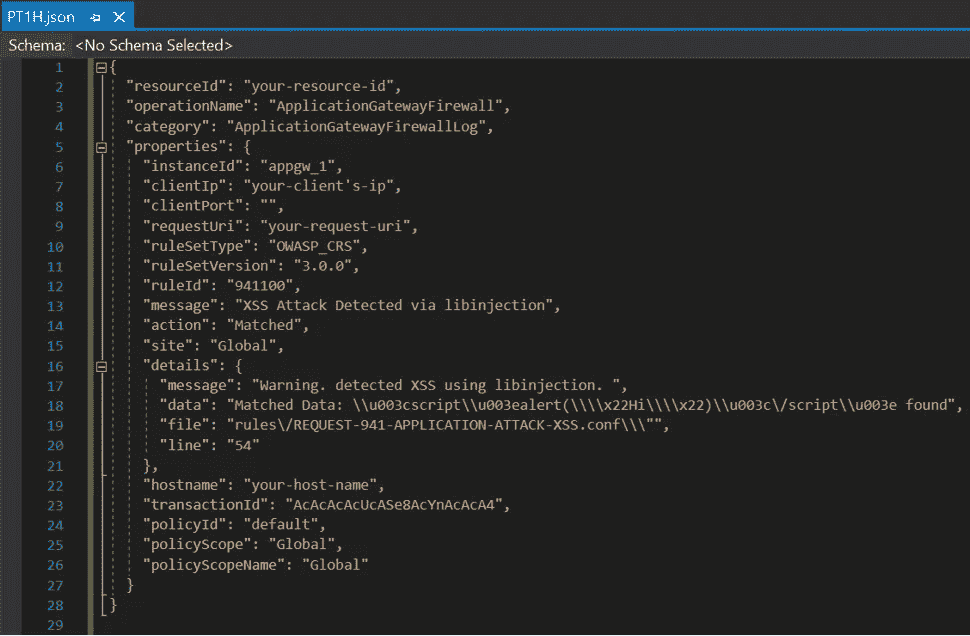 PT1H.json
Schema: <No Schema Selected>
1 {
2 "resourceId": "your-resource-id",
3 "operationName": "ApplicationGatewayFirewall",
4 "category": "ApplicationGatewayFirewallLog",
5 "properties": {
6 "instanceId": "appgw_1",
7 "clientIp": "your-client's-ip",
8 "clientPort": "",
9 "requestUri": "your-request-uri",
10 "ruleSetType": "OWASP_CRS",
11 "ruleSetVersion": "3.0.0",
12 "ruleId": "941100",
13 "message": "XSS Attack Detected via libinjection",
14 "action": "Matched",
15 "site": "Global",
16 "details": {
17 "message": "Warning. detected XSS using libinjection. ",
18 "data": "Matched Data: \\u003cscript\\u003ealert(\\\\x22Hi\\\\x22)\\u003c\/script\\u003e found",
19 "file": "rules\/REQUEST-941-APPLICATION-ATTACK-XSS.conf\\\"",
20 "line": "54"
21 },
22 "hostname": "your-host-name",
23 "transactionId": "AcAcAcAcUcASe8AcYnAcAcA4",
24 "policyId": "default",
25 "policyScope": "Global",
26 "policyScopeName": "Global"
27 }
28 }
29